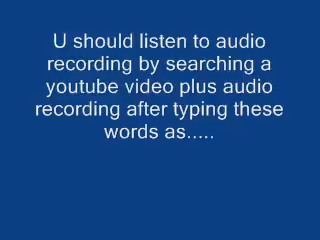 U should listen to audio
recording by searching a
youtube video plus audio
recording after typing these
words as.....